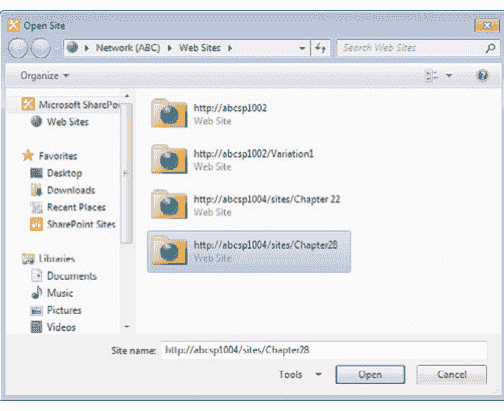 Open Site
Network (ABC) Web Sites
Search Web Sites
Organize
Microsoft SharePoi
Web Sites
Favorites
Desktop
Downloads
Recent Places
SharePoint Sites
Libraries
Documents
Music
Pictures
Videos
http://abcsp1002
Web Site
http://abcsp1002/Variation1
Web Site
http://abcsp1004/sites/Chapter 22
Web Site
http://abcsp1004/sites/Chapter28
Web Site
Site name: http://abcsp1004/sites/Chapter28
Tools Open Cancel